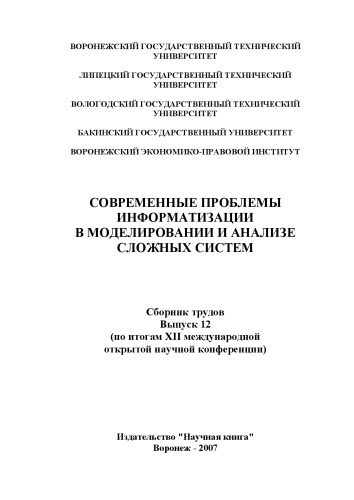 ВОРОНЕЖСКИЙ ГОСУДАРСТВЕННЫЙ ТЕХНИЧЕСКИЙ
УНИВЕРСИТЕТ
ЛИПЕЦКИЙ ГОСУДАРСТВЕННЫЙ ТЕХНИЧЕСКИЙ
УНИВЕРСИТЕТ
ВОЛОГОДСКИЙ ГОСУДАРСТВЕННЫЙ ТЕХНИЧЕСКИЙ
УНИВЕРСИТЕТ
БАКИНСКИЙ ГОСУДАРСТВЕННЫЙ УНИВЕРСИТЕТ
ВОРОНЕЖСКИЙ ЭКОНОМИКО-ПРАВОВОЙ ИНСТИТУТ
СОВРЕМЕННЫЕ ПРОБЛЕМЫ
ИНФОРМАТИЗАЦИИ
В МОДЕЛИРОВАНИИ И АНАЛИЗЕ
СЛОЖНЫХ СИСТЕМ
Сборник трудов
Выпуск 12
(по итогам XII международной
открытой научной конференции)
Издательство "Научная книга"
Воронеж - 2007